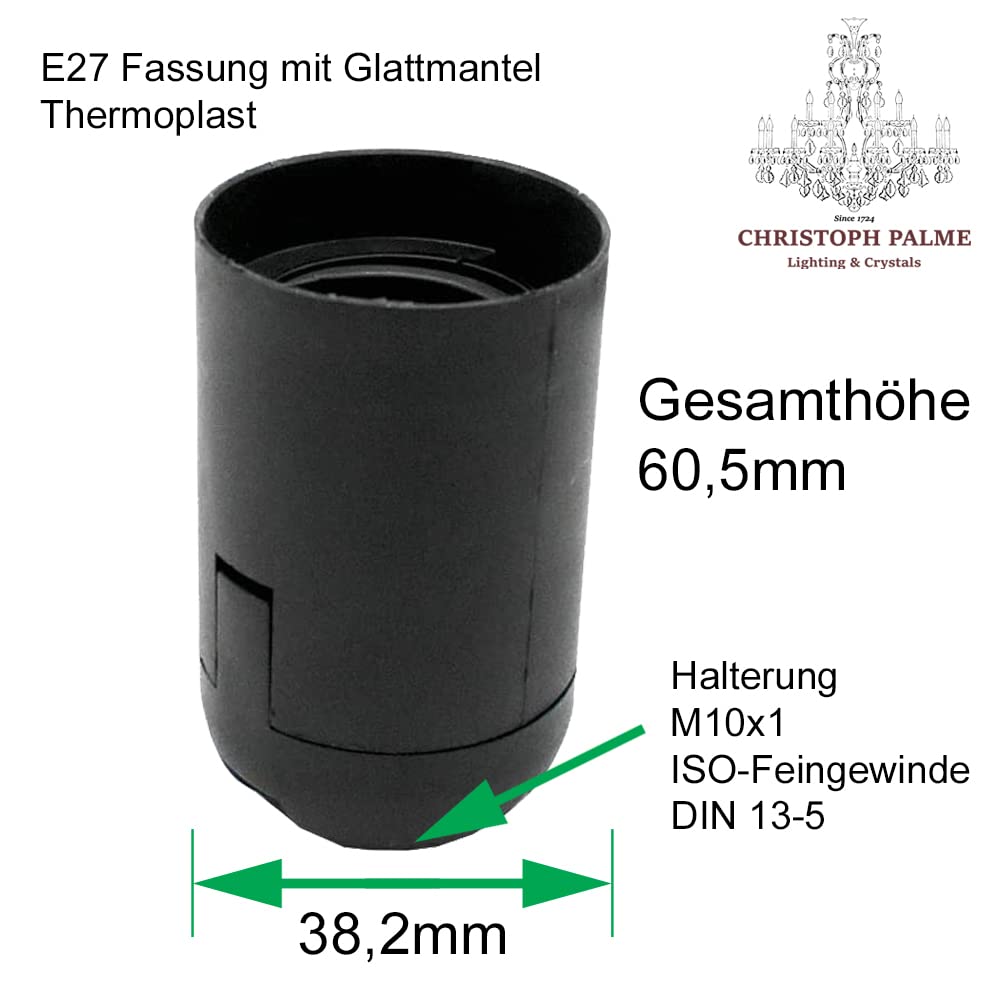 E27 Fassung mit Glattmantel
Thermoplast
Since 1724
CHRISTOPH PALME
Lighting & Crystals
Gesamthöhe
60,5mm
Halterung
M10x1
ISO-Feingewinde
DIN 13-5
38,2mm